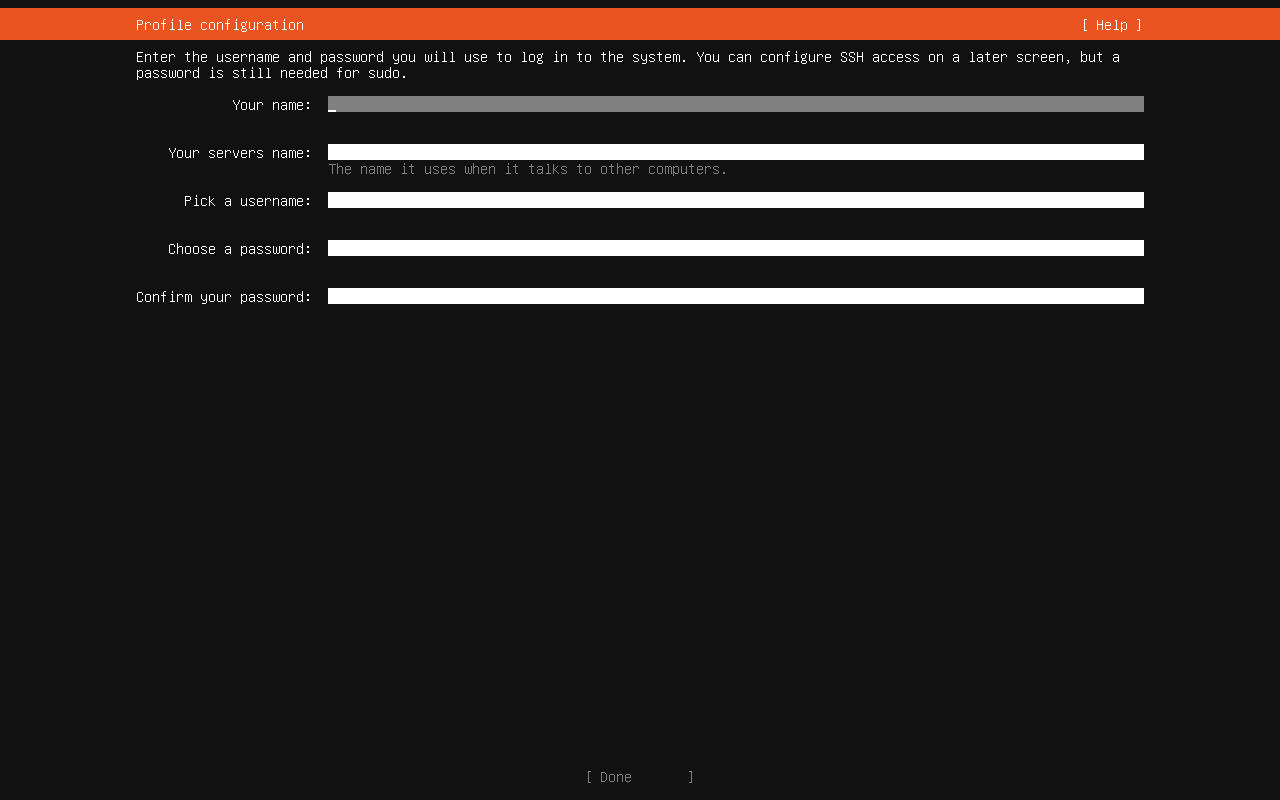 Profile configuration [ Help ]
Enter the username and password you will use to log in to the system. You can configure SSH access on a later screen, but a
password is still needed for sudo.
Your name:
Your servers name:
The name it uses when it talks to other computers.
Pick a username:
Choose a password:
Confirm your password:
[ Done ]